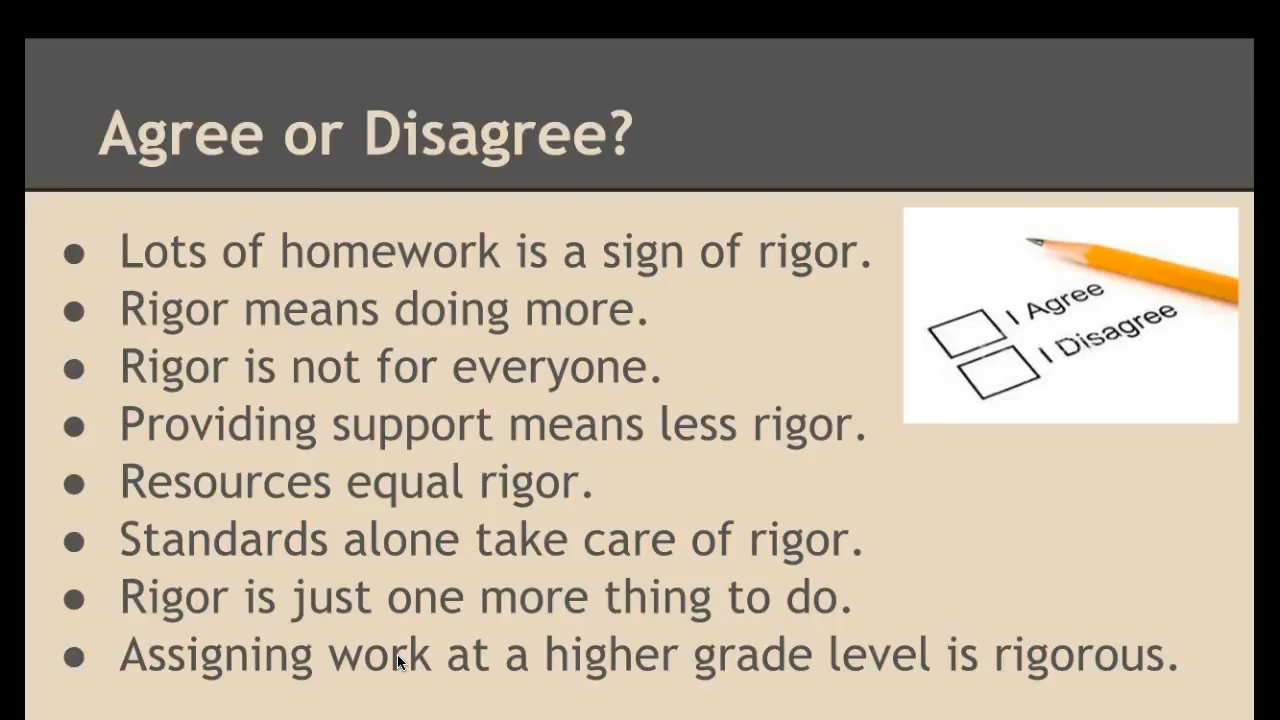 Agree or Disagree?
● Lots of homework is a sign of rigor.
● Rigor means doing more.
● Rigor is not for everyone.
● Providing support means less rigor.
● Resources equal rigor.
● Standards alone take care of rigor.
● Rigor is just one more thing to do.
● Assigning work at a higher grade level is rigorous.
I Agree
I Disagree